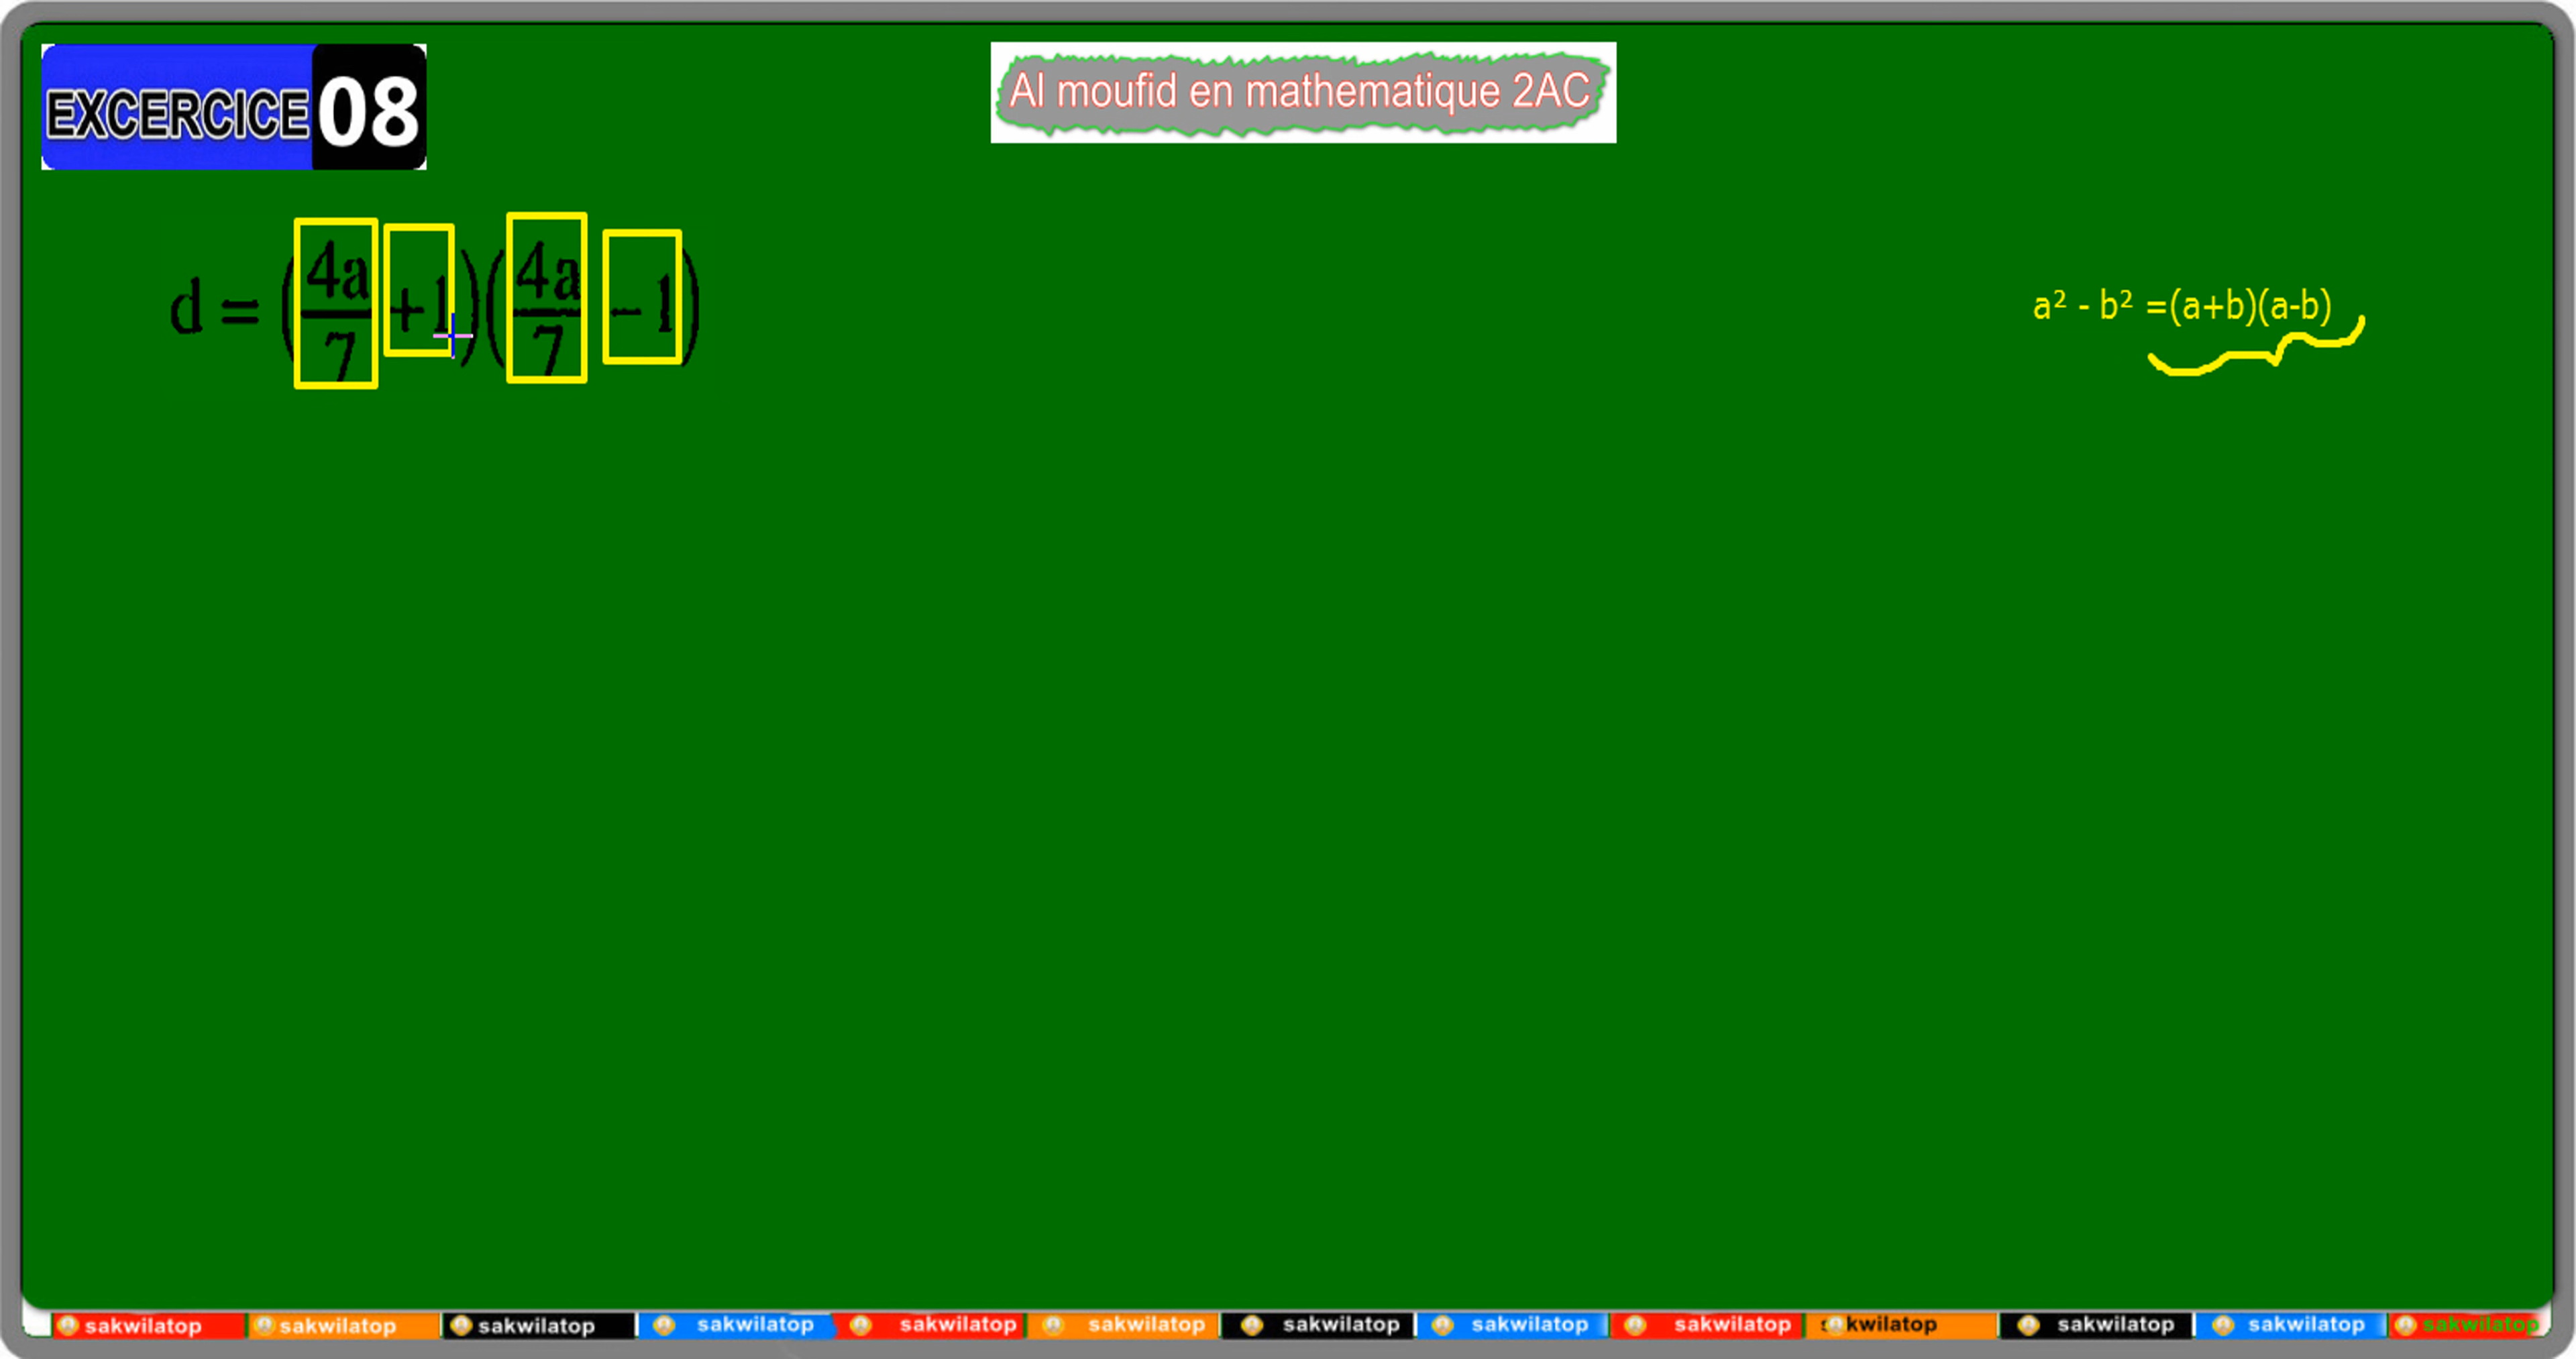 EXCERCICE 08
Al moufid en mathematique 2AC
d = (4a/7 +1)(4a/7 −1)
a² - b² =(a+b)(a-b)
sakwilatop sakwilatop sakwilatop sakwilatop sakwilatop sakwilatop sakwilatop sakwilatop sakwilatop kwilatop sakwilatop sakwilatop sakwilatop